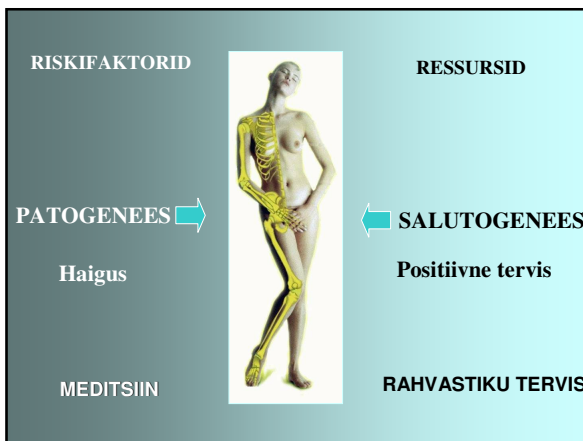 RISKIFAKTORID
RESSURSID
PATOGENEES
SALUTOGENEES
Haigus
Positiivne tervis
MEDITSIIN
RAHVASTIKU TERVIS